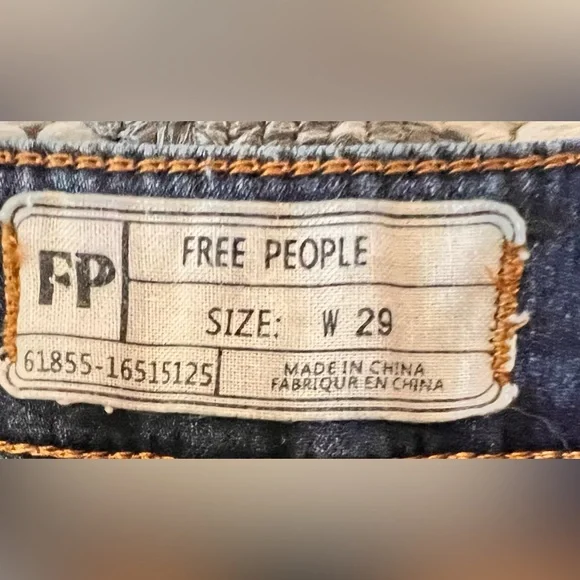 FP
FREE PEOPLE
SIZE: W 29
61855-16515125
MADE IN CHINA
FABRIQUR EN CHINA